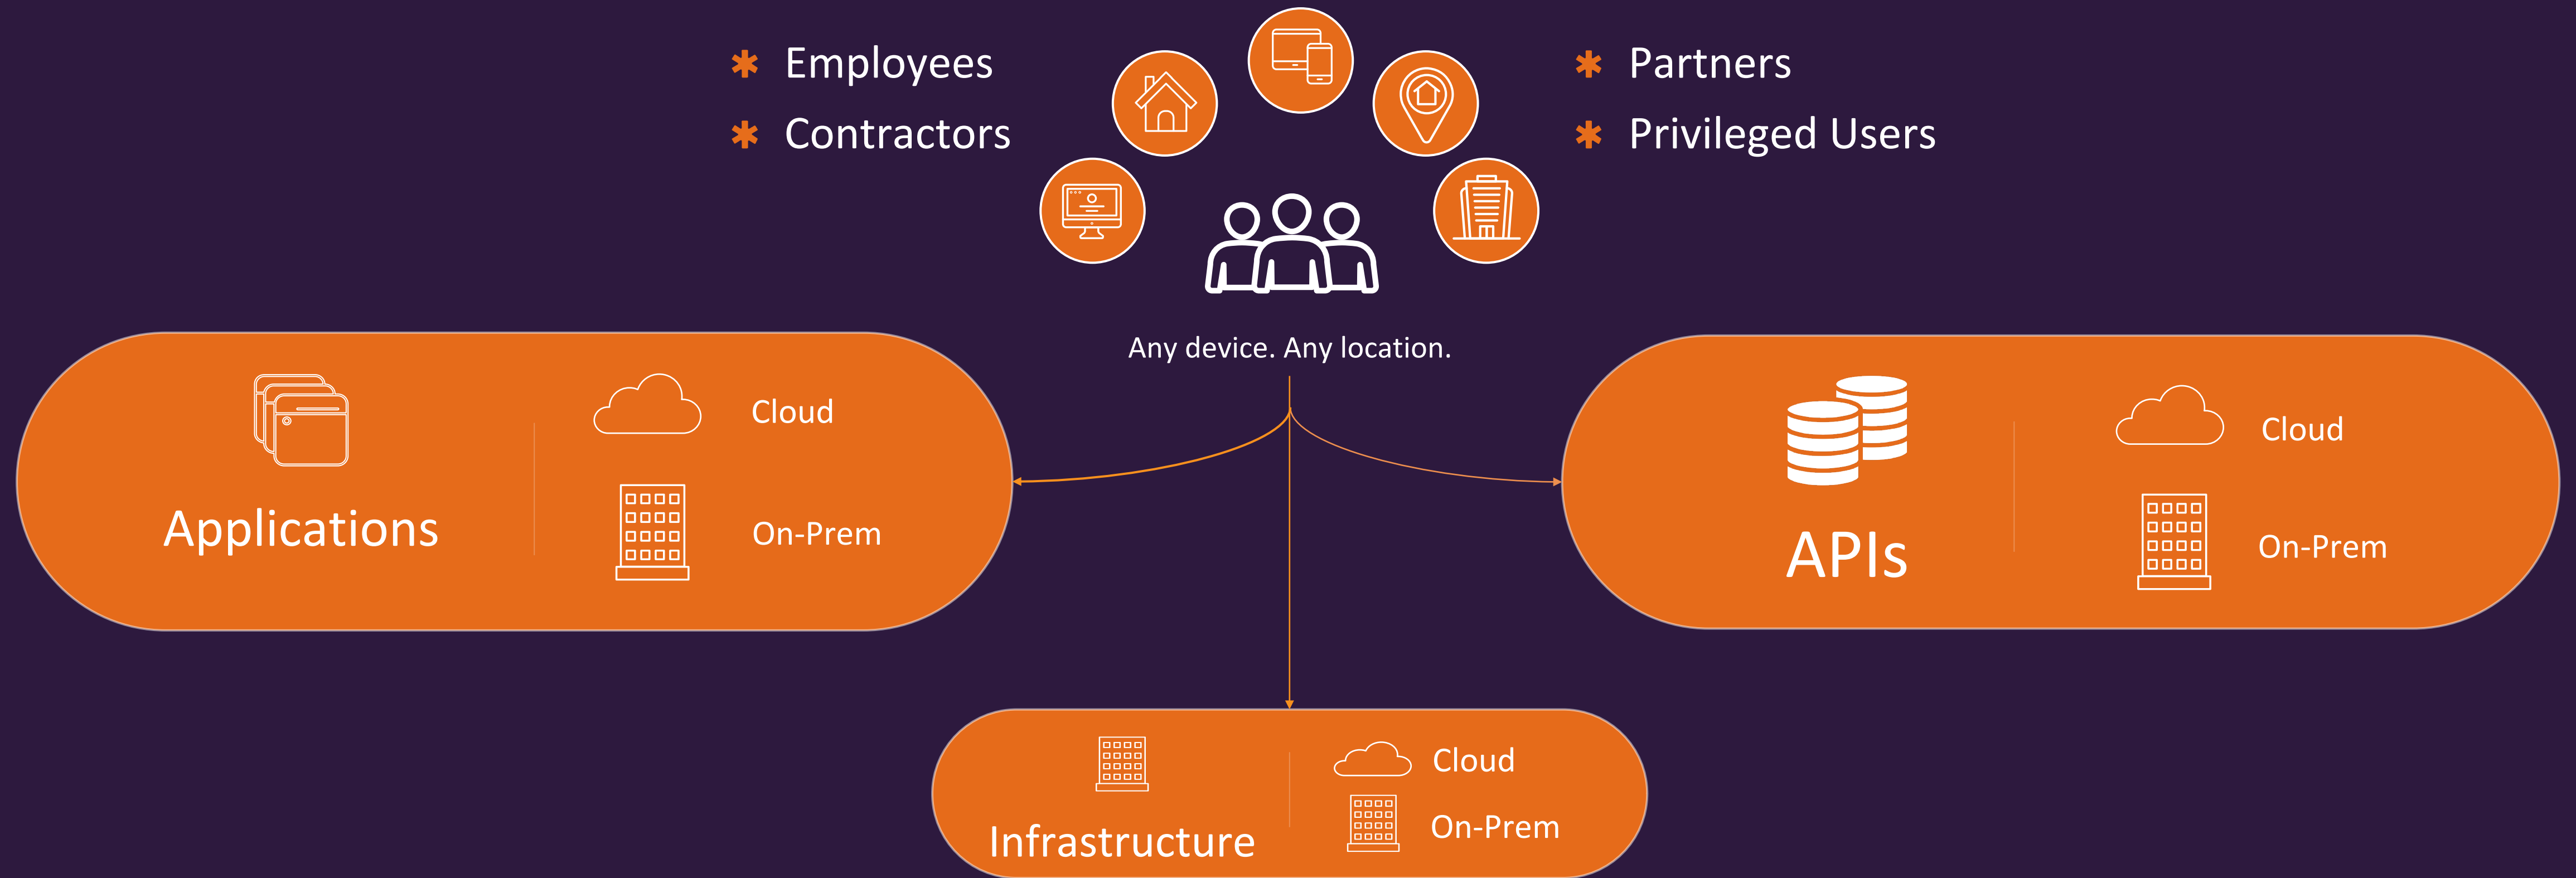 Employees
Contractors
Partners
Privileged Users
Any device. Any location.
Applications
Cloud
On-Prem
APIs
Cloud
On-Prem
Infrastructure
Cloud
On-Prem